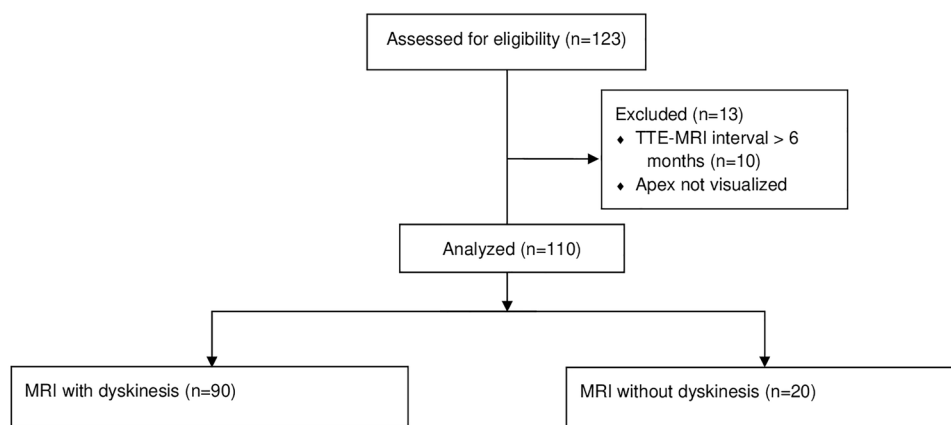 Assessed for eligibility (n=123)
Excluded (n=13)
♦ TTE-MRI interval > 6
months (n=10)
♦ Apex not visualized
Analyzed (n=110)
MRI with dyskinesis (n=90)
MRI without dyskinesis (n=20)